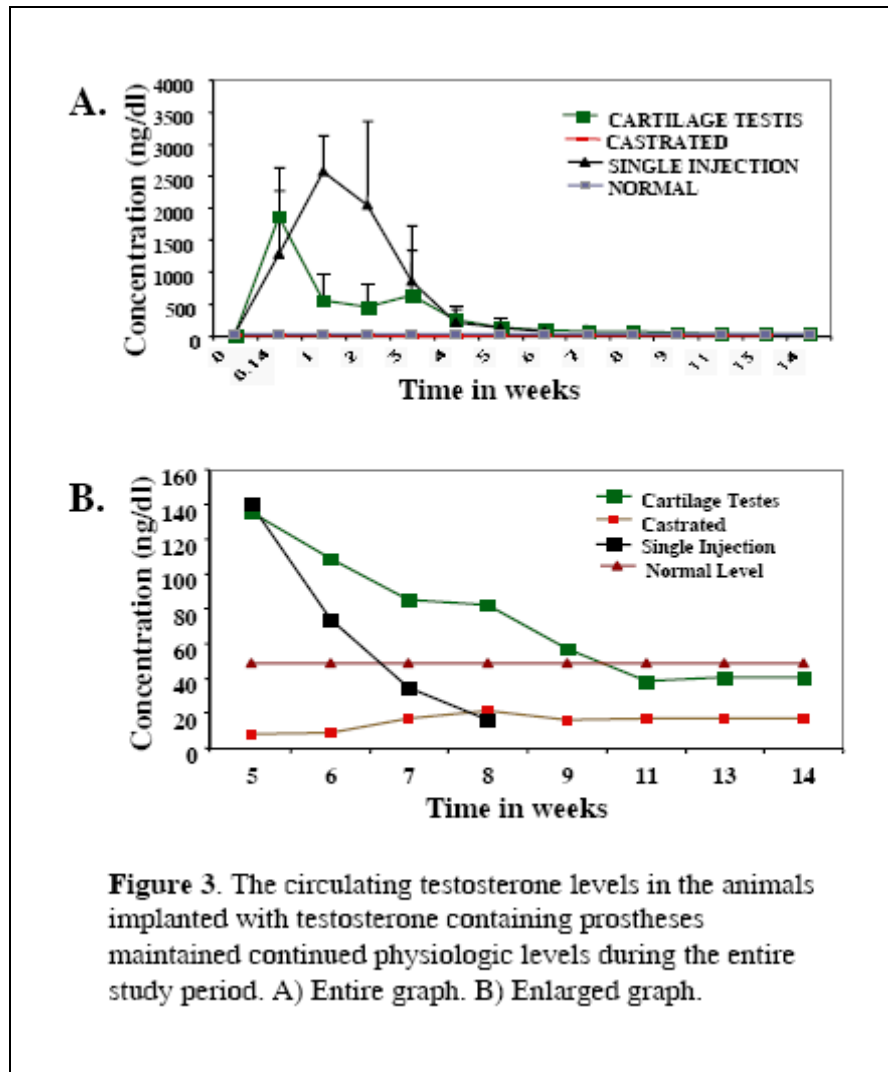 A.
Concentration (ng/dl)
4000
3500
3000
2500
2000
1500
1000
500
0
CARTILAGE TESTIS
CASTRATED
SINGLE INJECTION
NORMAL
0 0.14 1 2 3 4 5 6 7 8 9 11 13 14
Time in weeks
B.
Concentration (ng/dl)
160
140
120
100
80
60
40
20
0
Cartilage Testes
Castrated
Single Injection
Normal Level
5 6 7 8 9 11 13 14
Time in weeks
Figure 3. The circulating testosterone levels in the animals
implanted with testosterone containing prostheses
maintained continued physiologic levels during the entire
study period. A) Entire graph. B) Enlarged graph.